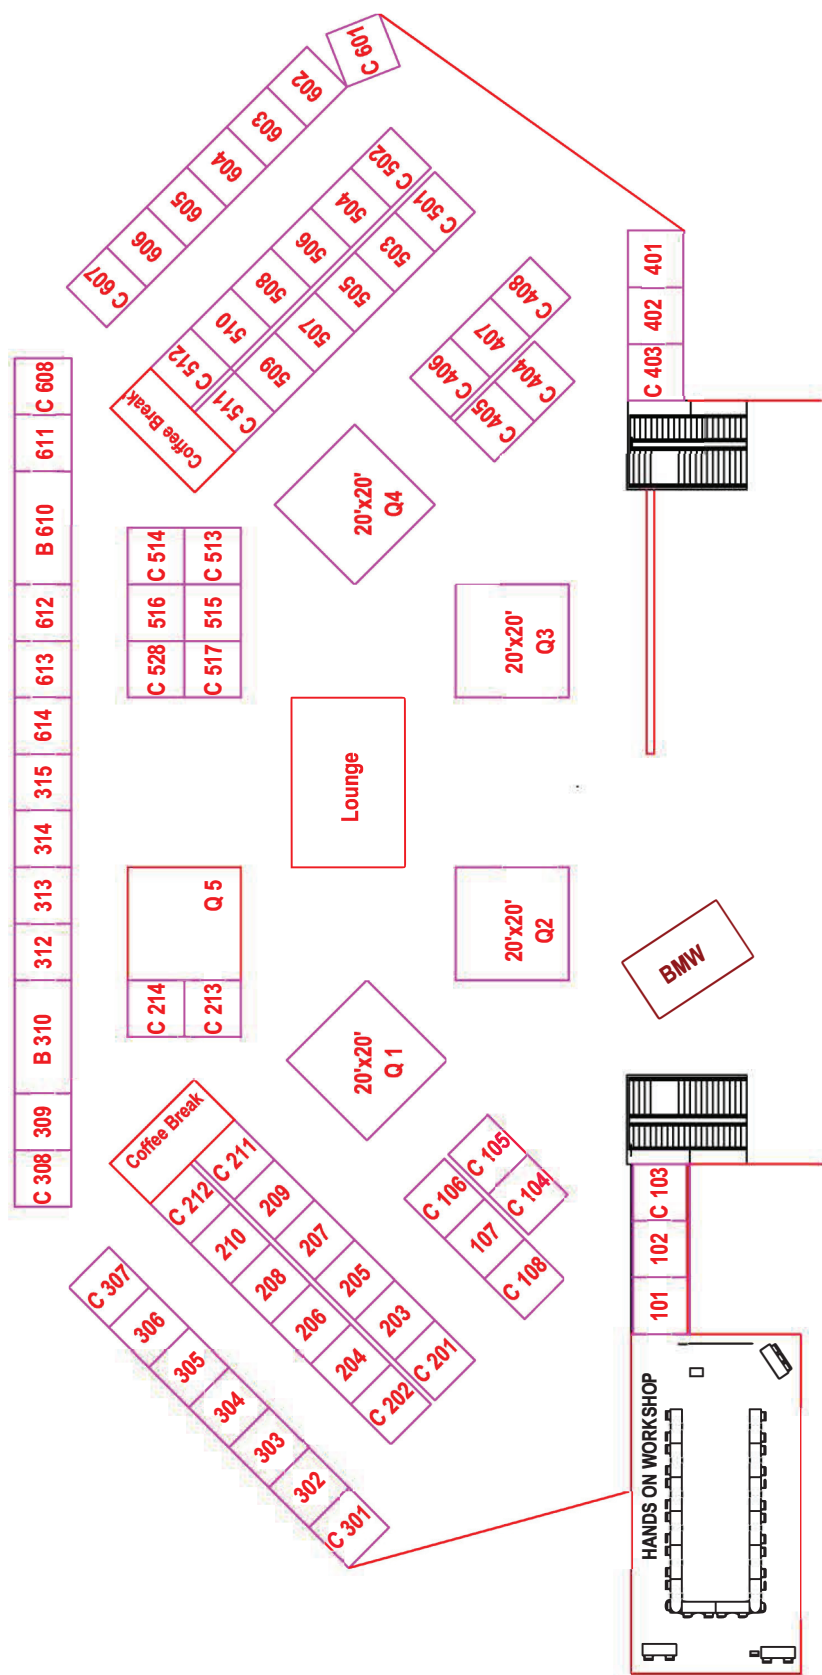 C 601
602
603
604
605
606
C 607
C 502
504
506
508
510
C 512
C 501
503
505
507
509
C 511
Coffee Break'
C 408
407
C 406
C 404
C 405
401
402
C 403
C 608
611
B 610
612
613
614
315
314
313
312
B 310
309
C 308
C 514
C 513
516
515
C 528
C 517
20'x20'
Q4
20'x20'
Q3
Lounge
Q 5
C 214
C 213
20'x20'
Q2
20'x20'
Q 1
BMW
Coffee Break
C 212
210
208
206
204
C 202
C 211
209
207
205
203
C 201
C 105
C 104
C 106
107
C 108
C 103
102
101
C 307
306
305
304
303
302
C 301
HANDS ON WORKSHOP